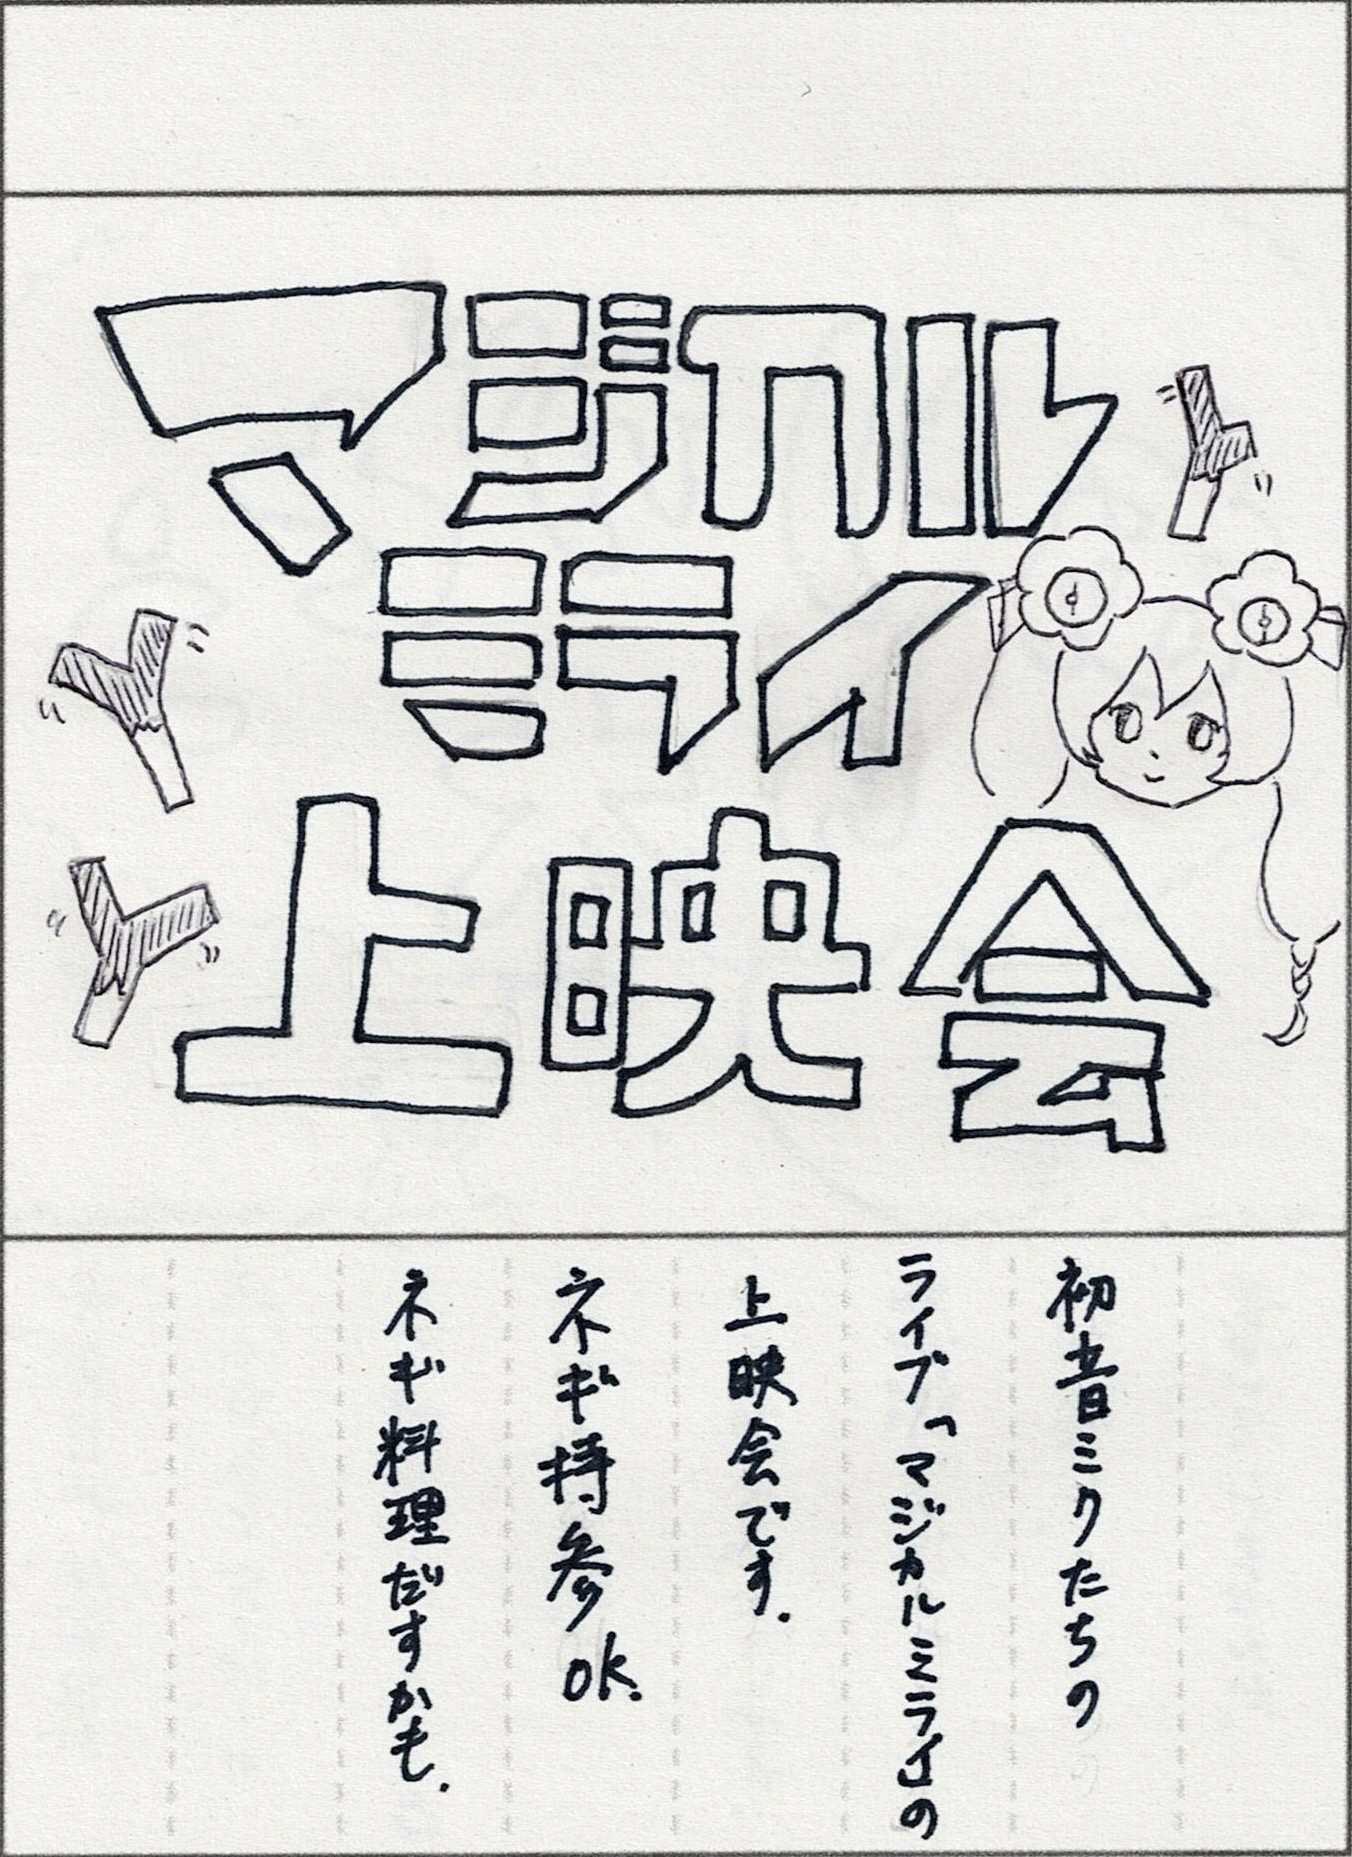 マジカル
ミライ
上映会
初音ミクたちの
ライブ「マジカルミライ」の
上映会です.
ネギ持参OK.
ネギ料理だすかも.